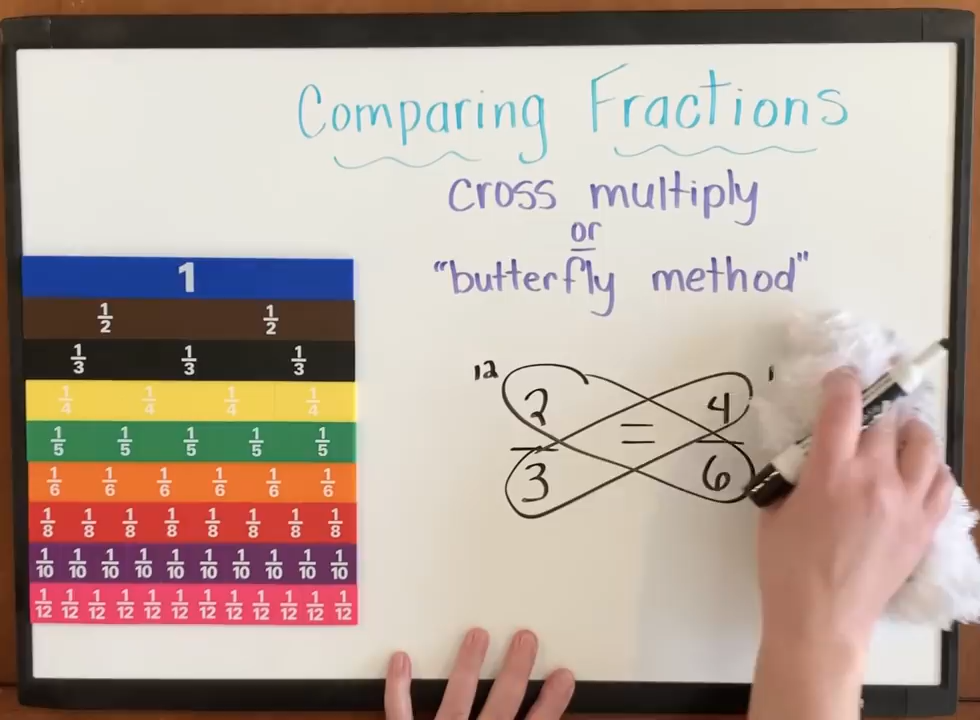 Comparing Fractions
cross multiply
or
"butterfly method"
1
1/2 1/2
1/3 1/3 1/3
1/4 1/4 1/4 1/4
1/5 1/5 1/5 1/5 1/5
1/6 1/6 1/6 1/6 1/6 1/6
1/8 1/8 1/8 1/8 1/8 1/8 1/8 1/8
1/10 1/10 1/10 1/10 1/10 1/10 1/10 1/10 1/10 1/10
1/12 1/12 1/12 1/12 1/12 1/12 1/12 1/12 1/12 1/12 1/12 1/12
12
2/3 = 4/6